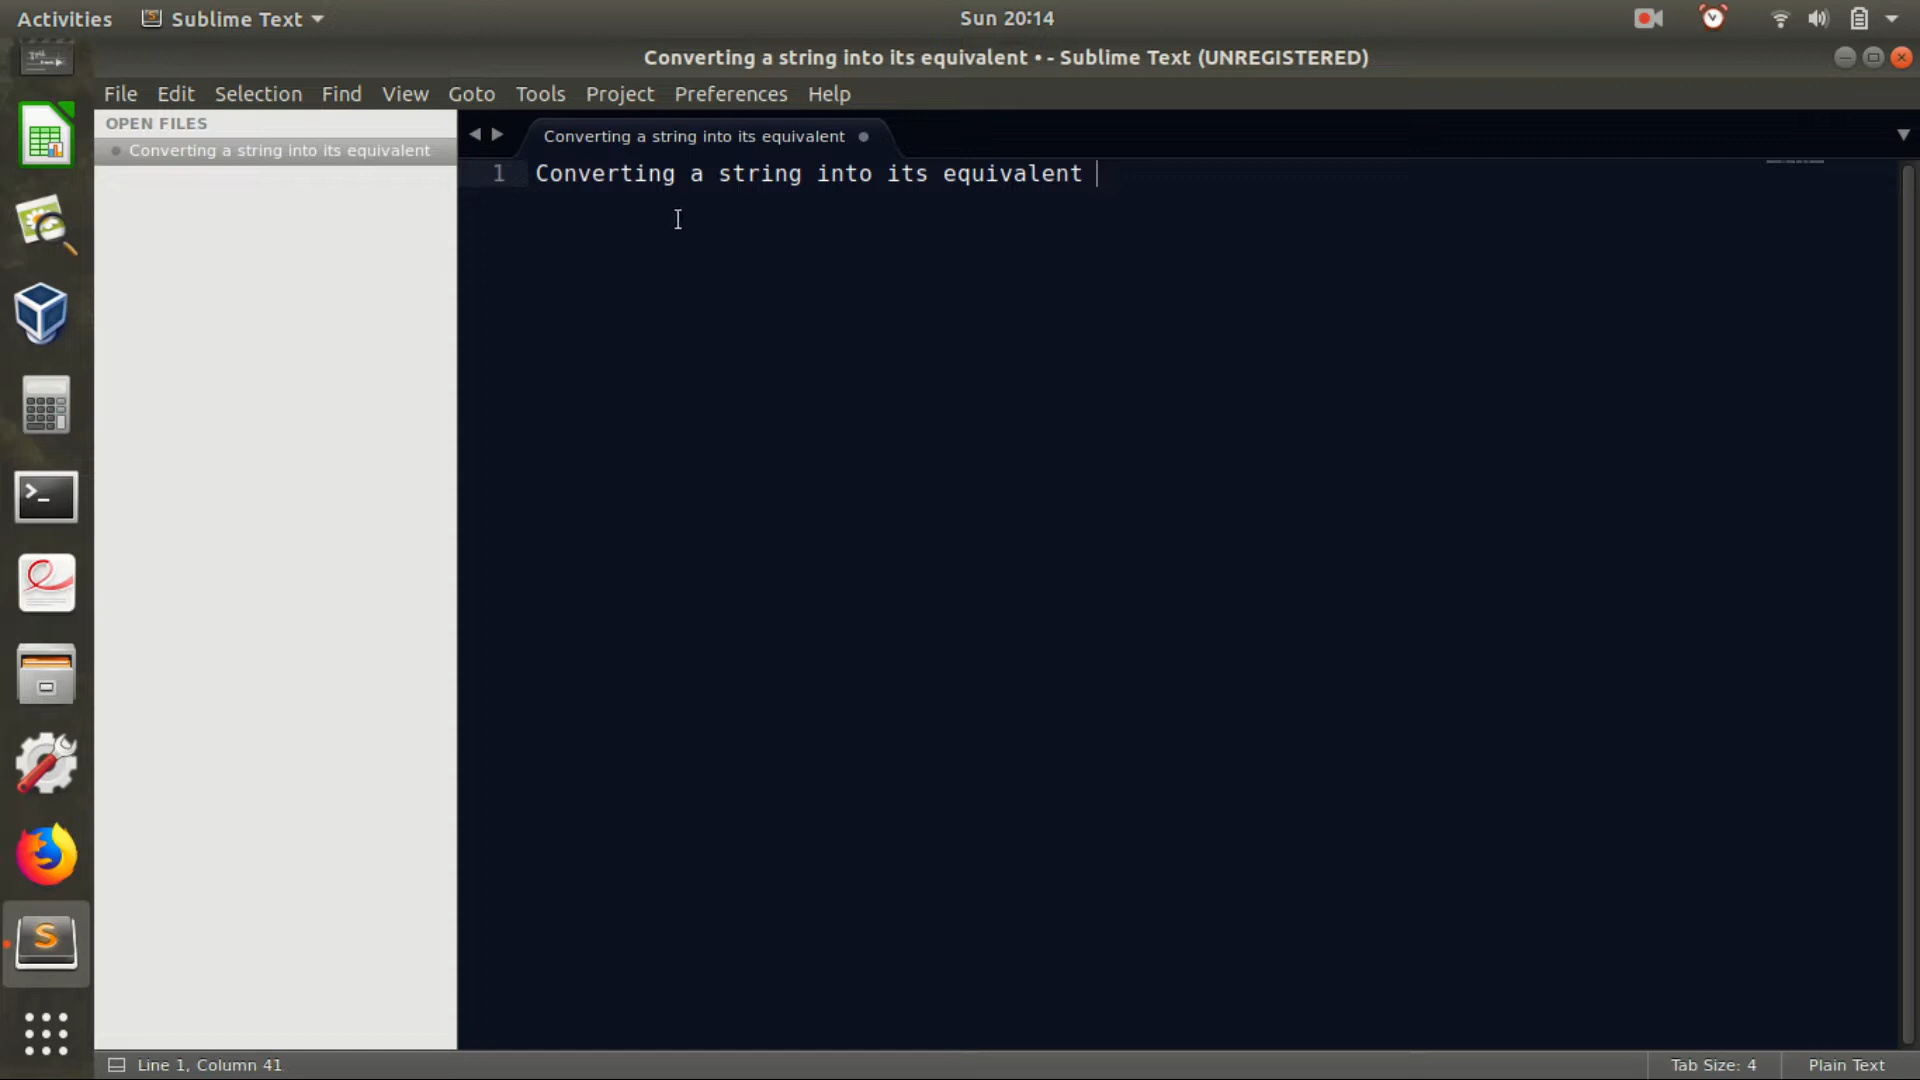 Activities
Sublime Text
Sun 20:14
Converting a string into its equivalent • - Sublime Text (UNREGISTERED)
File Edit Selection Find View Goto Tools Project Preferences Help
OPEN FILES
Converting a string into its equivalent
Converting a string into its equivalent
1 Converting a string into its equivalent
Line 1, Column 41
Tab Size: 4
Plain Text